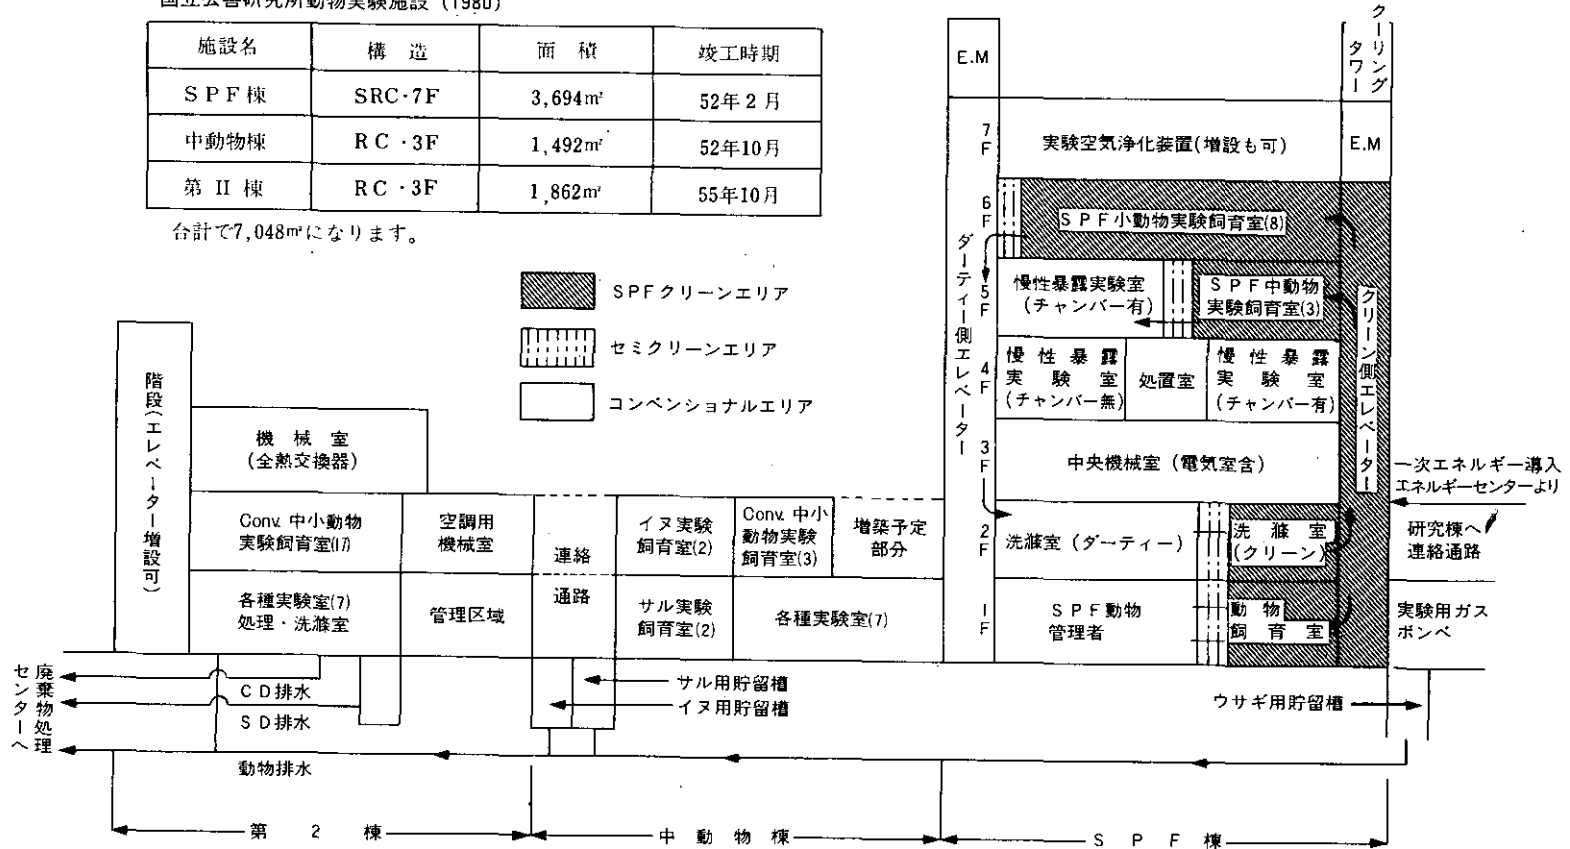 国立公害研究所動物実験施設 (1980)
施設名 構造 面積 竣工時期
SPF棟 SRC・7F 3,694m² 52年2月
中動物棟 RC・3F 1,492m² 52年10月
第II棟 RC・3F 1,862m² 55年10月
合計で7,048m²になります。
SPFクリーンエリア
セミクリーンエリア
コンベンショナルエリア
E.M
クーリング
タワー
7F
実験空気浄化装置(増設も可)
E.M
6F
SPF小動物実験飼育室(8)
ダーティー側エレベーター
5F
慢性暴露実験室
(チャンバー有)
SPF中動物
実験飼育室(3)
クリーン側エレベーター
4F
慢性暴露
実験室
(チャンバー無)
処置室
慢性暴露
実験室
(チャンバー有)
3F
中央機械室(電気室含)
一次エネルギー導入
エネルギーセンターより
2F
洗滌室(ダーティー)
洗滌室
(クリーン)
研究棟へ
連絡通路
1F
SPF動物
管理者
動物
飼育室
実験用ガス
ボンベ
階段(エレベーター増設可)
機械室
(全熱交換器)
Conv. 中小動物
実験飼育室(17)
空調用
機械室
連絡
通路
イヌ実験
飼育室(2)
Conv. 中小
動物実験
飼育室(3)
増築予定
部分
各種実験室(7)
処理・洗滌室
管理区域
サル実験
飼育室(2)
各種実験室(7)
廃棄物処理
センターへ
CD排水
SD排水
動物排水
サル用貯留槽
イヌ用貯留槽
ウサギ用貯留槽
第2棟
中動物棟
SPF棟